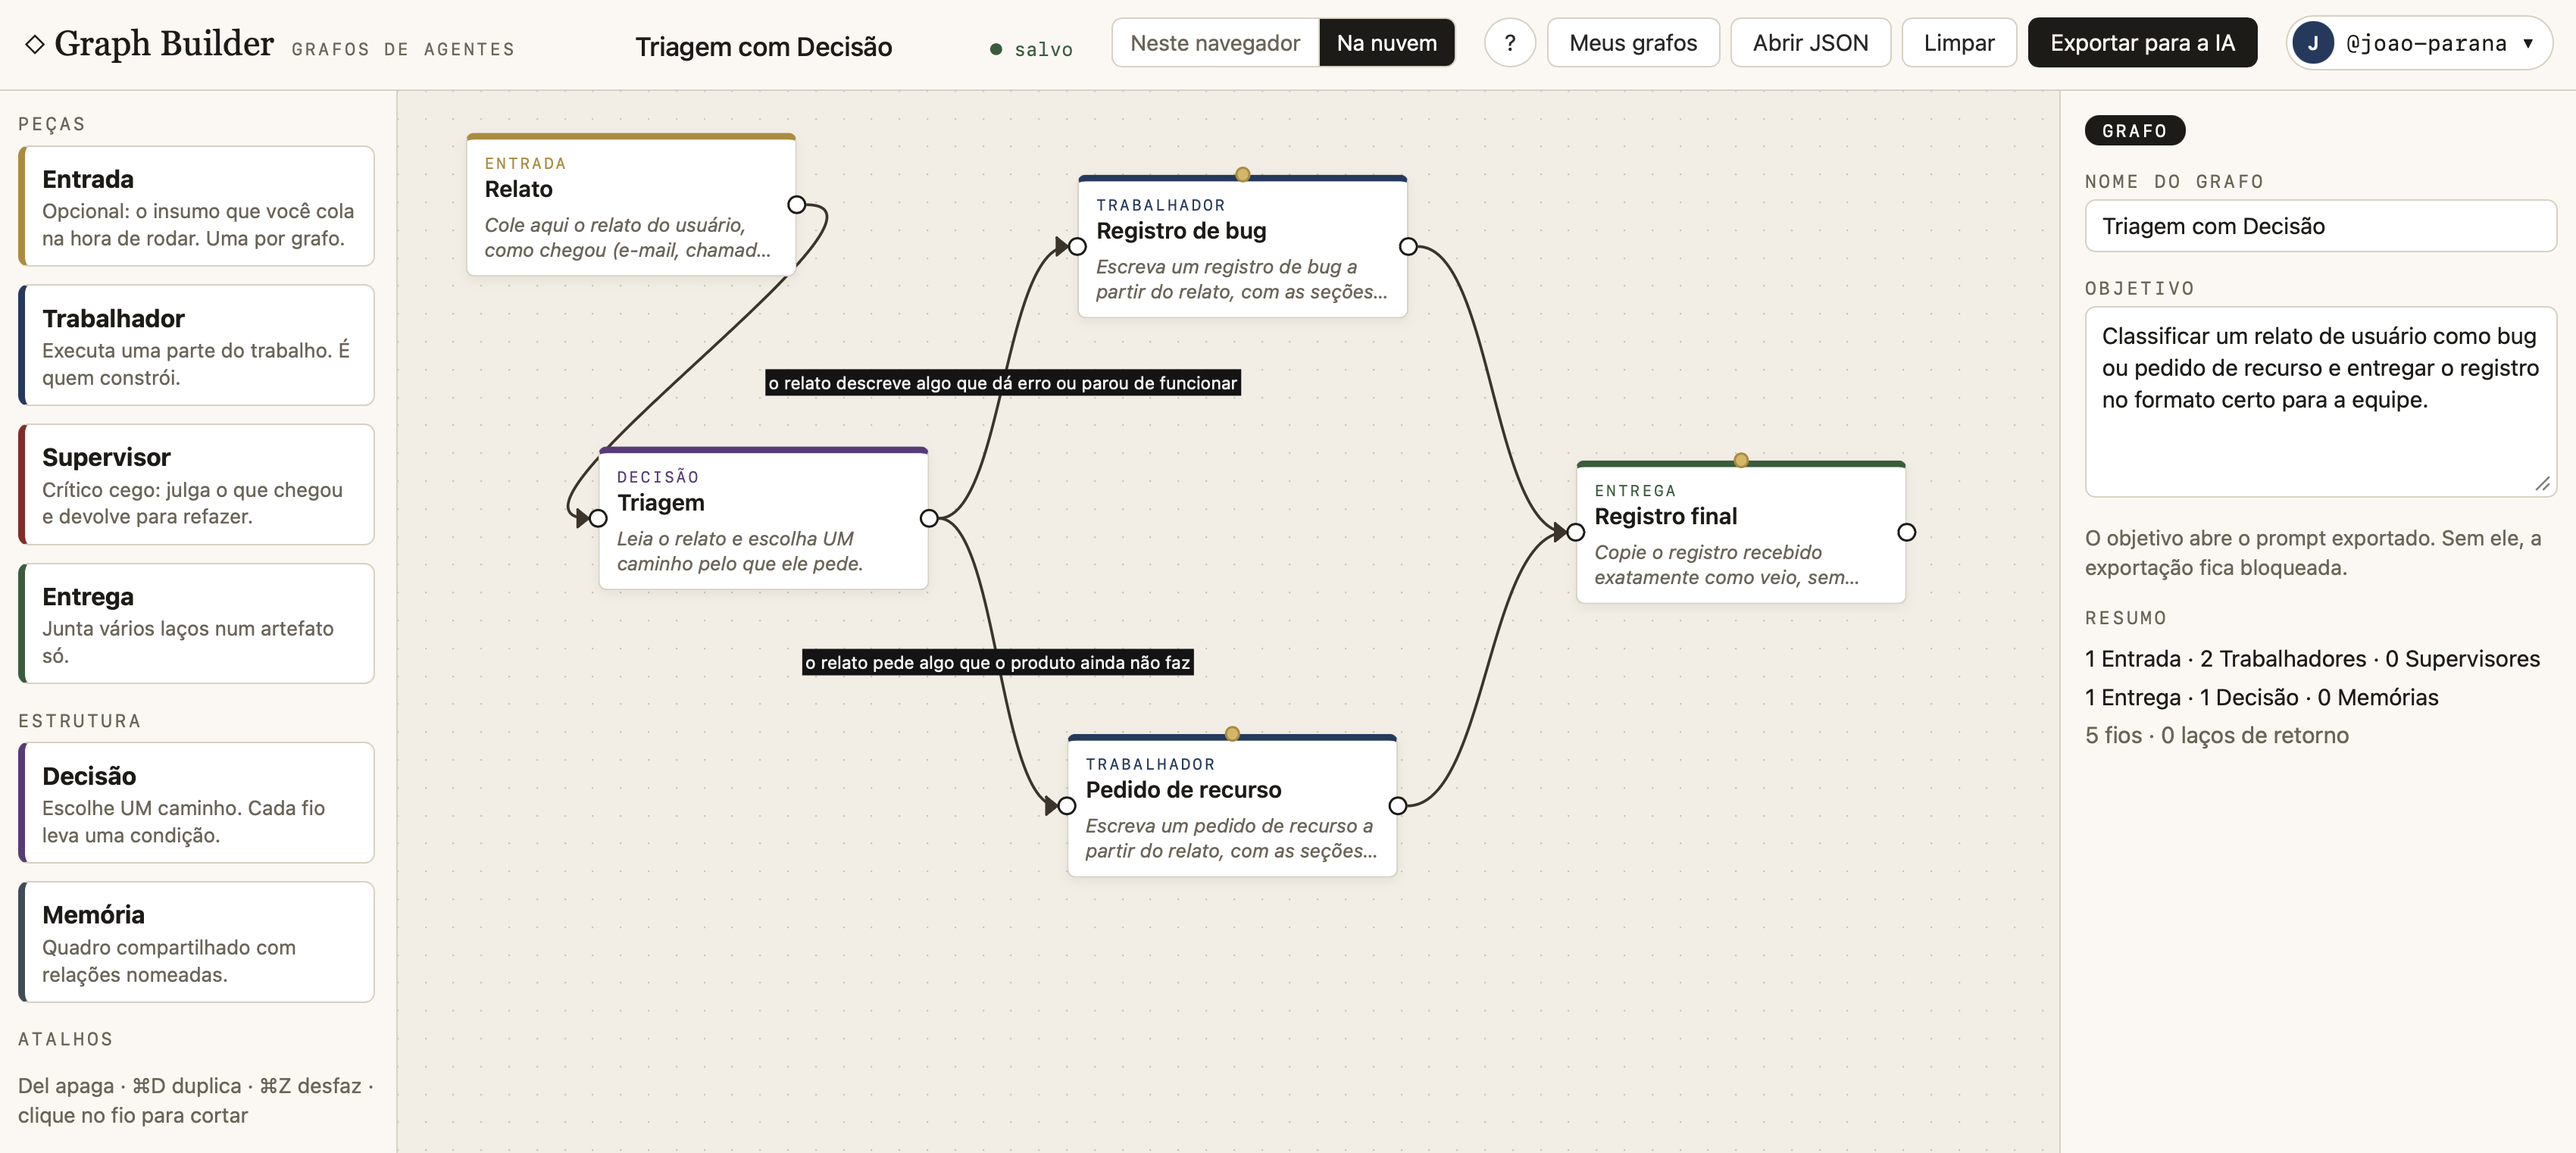 ◇ Graph Builder GRAFOS DE AGENTES
Triagem com Decisão
● salvo
Neste navegador
Na nuvem
?
Meus grafos
Abrir JSON
Limpar
Exportar para a IA
J @joao-parana ▼
PEÇAS
Entrada
Opcional: o insumo que você cola
na hora de rodar. Uma por grafo.
Trabalhador
Executa uma parte do trabalho. É
quem constrói.
Supervisor
Crítico cego: julga o que chegou
e devolve para refazer.
Entrega
Junta vários laços num artefato
só.
ESTRUTURA
Decisão
Escolhe UM caminho. Cada fio
leva uma condição.
Memória
Quadro compartilhado com
relações nomeadas.
ATALHOS
Del apaga · ⌘D duplica · ⌘Z desfaz ·
clique no fio para cortar
ENTRADA
Relato
Cole aqui o relato do usuário,
como chegou (e-mail, chamad...
TRABALHADOR
Registro de bug
Escreva um registro de bug a
partir do relato, com as seções...
o relato descreve algo que dá erro ou parou de funcionar
DECISÃO
Triagem
Leia o relato e escolha UM
caminho pelo que ele pede.
ENTREGA
Registro final
Copie o registro recebido
exatamente como veio, sem...
o relato pede algo que o produto ainda não faz
TRABALHADOR
Pedido de recurso
Escreva um pedido de recurso a
partir do relato, com as seções...
GRAFO
NOME DO GRAFO
Triagem com Decisão
OBJETIVO
Classificar um relato de usuário como bug
ou pedido de recurso e entregar o registro
no formato certo para a equipe.
O objetivo abre o prompt exportado. Sem ele, a
exportação fica bloqueada.
RESUMO
1 Entrada · 2 Trabalhadores · 0 Supervisores
1 Entrega · 1 Decisão · 0 Memórias
5 fios · 0 laços de retorno